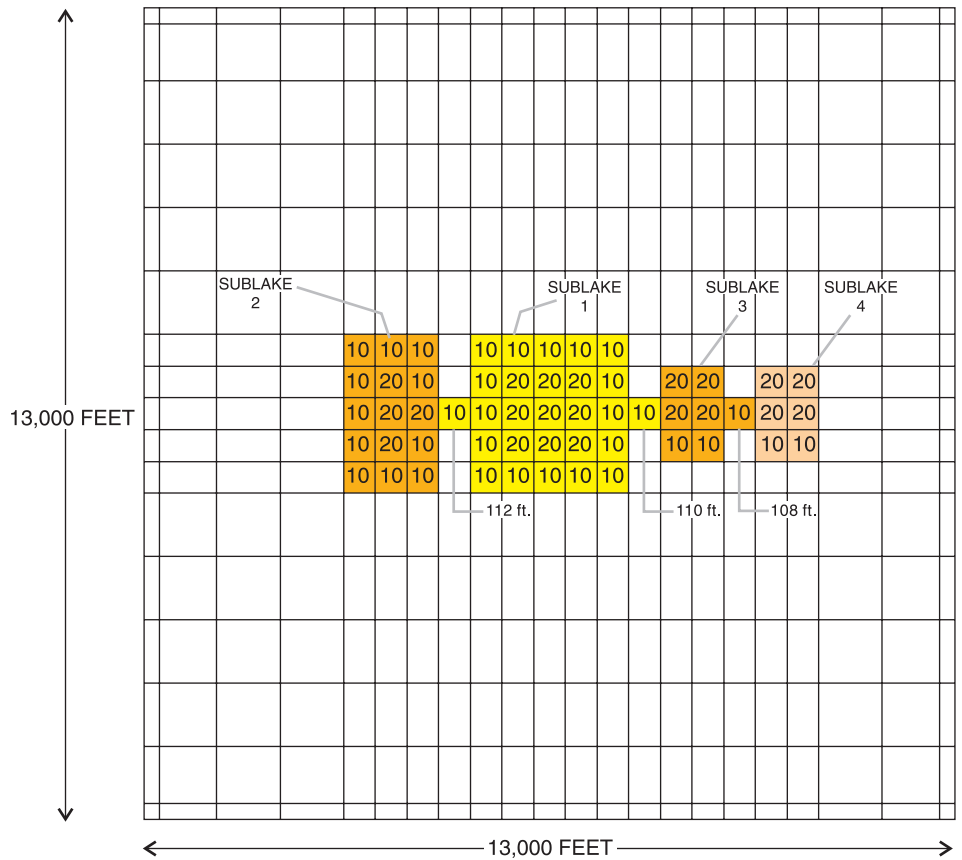 SUBLAKE
2
SUBLAKE
1
SUBLAKE
3
SUBLAKE
4
10 10 10 10 10 10 10 10
10 20 10 10 20 20 20 10 20 20 20 20
13,000 FEET
10 20 20 10 10 20 20 20 10 10 20 20 10 20 20
10 20 10 10 20 20 20 10 10 10 10 10
10 10 10 10 10 10 10 10
112 ft.
110 ft.
108 ft.
13,000 FEET